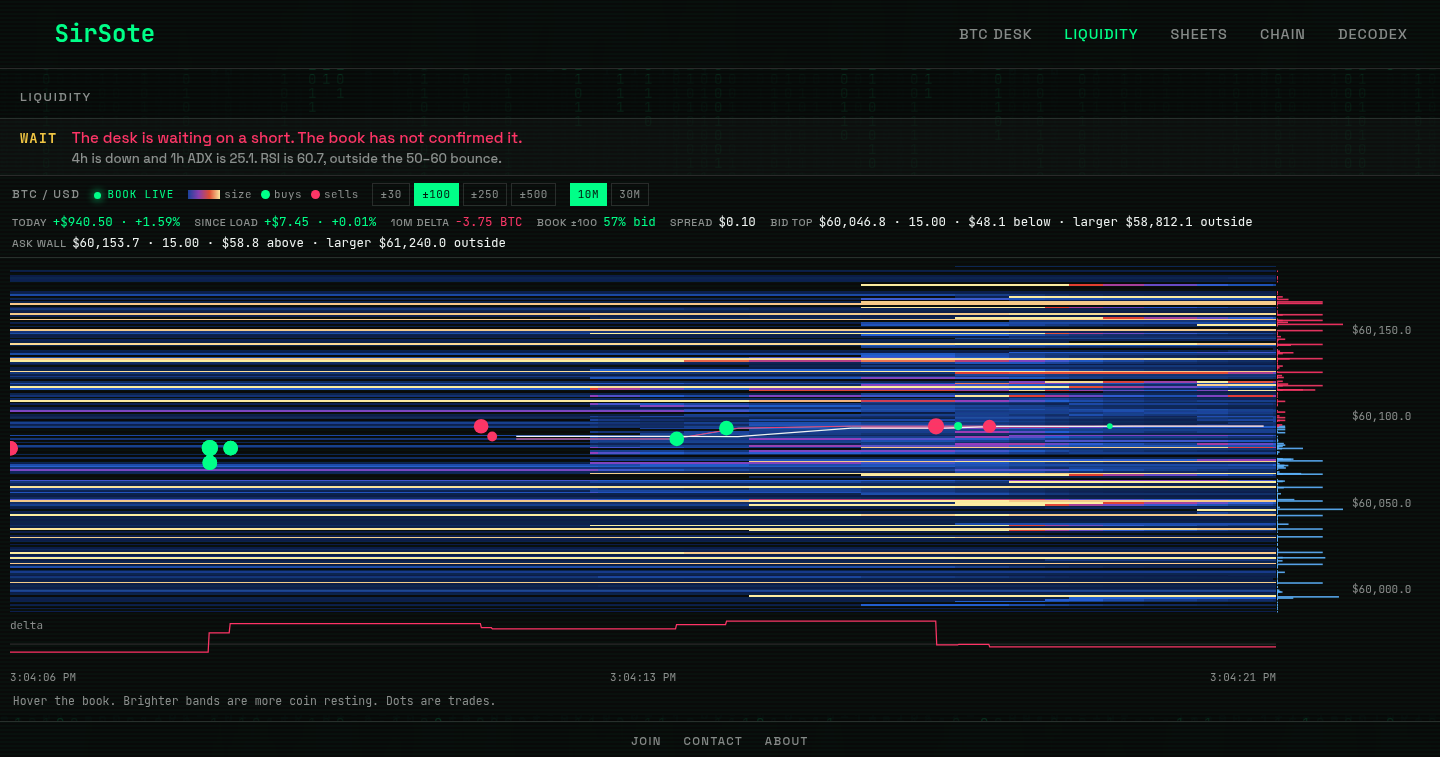 SirSote
BTC DESK LIQUIDITY SHEETS CHAIN DECODEX
LIQUIDITY
WAIT The desk is waiting on a short. The book has not confirmed it.
4h is down and 1h ADX is 25.1. RSI is 60.7, outside the 50–60 bounce.
BTC / USD BOOK LIVE size buys sells ±30 ±100 ±250 ±500 10M 30M
TODAY +$940.50 · +1.59% SINCE LOAD +$7.45 · +0.01% 10M DELTA -3.75 BTC BOOK ±100 57% bid SPREAD $0.10 BID TOP $60,046.8 · 15.00 · $48.1 below · larger $58,812.1 outside
ASK WALL $60,153.7 · 15.00 · $58.8 above · larger $61,240.0 outside
$60,150.0
$60,100.0
$60,050.0
$60,000.0
delta
3:04:06 PM 3:04:13 PM 3:04:21 PM
Hover the book. Brighter bands are more coin resting. Dots are trades.
JOIN CONTACT ABOUT